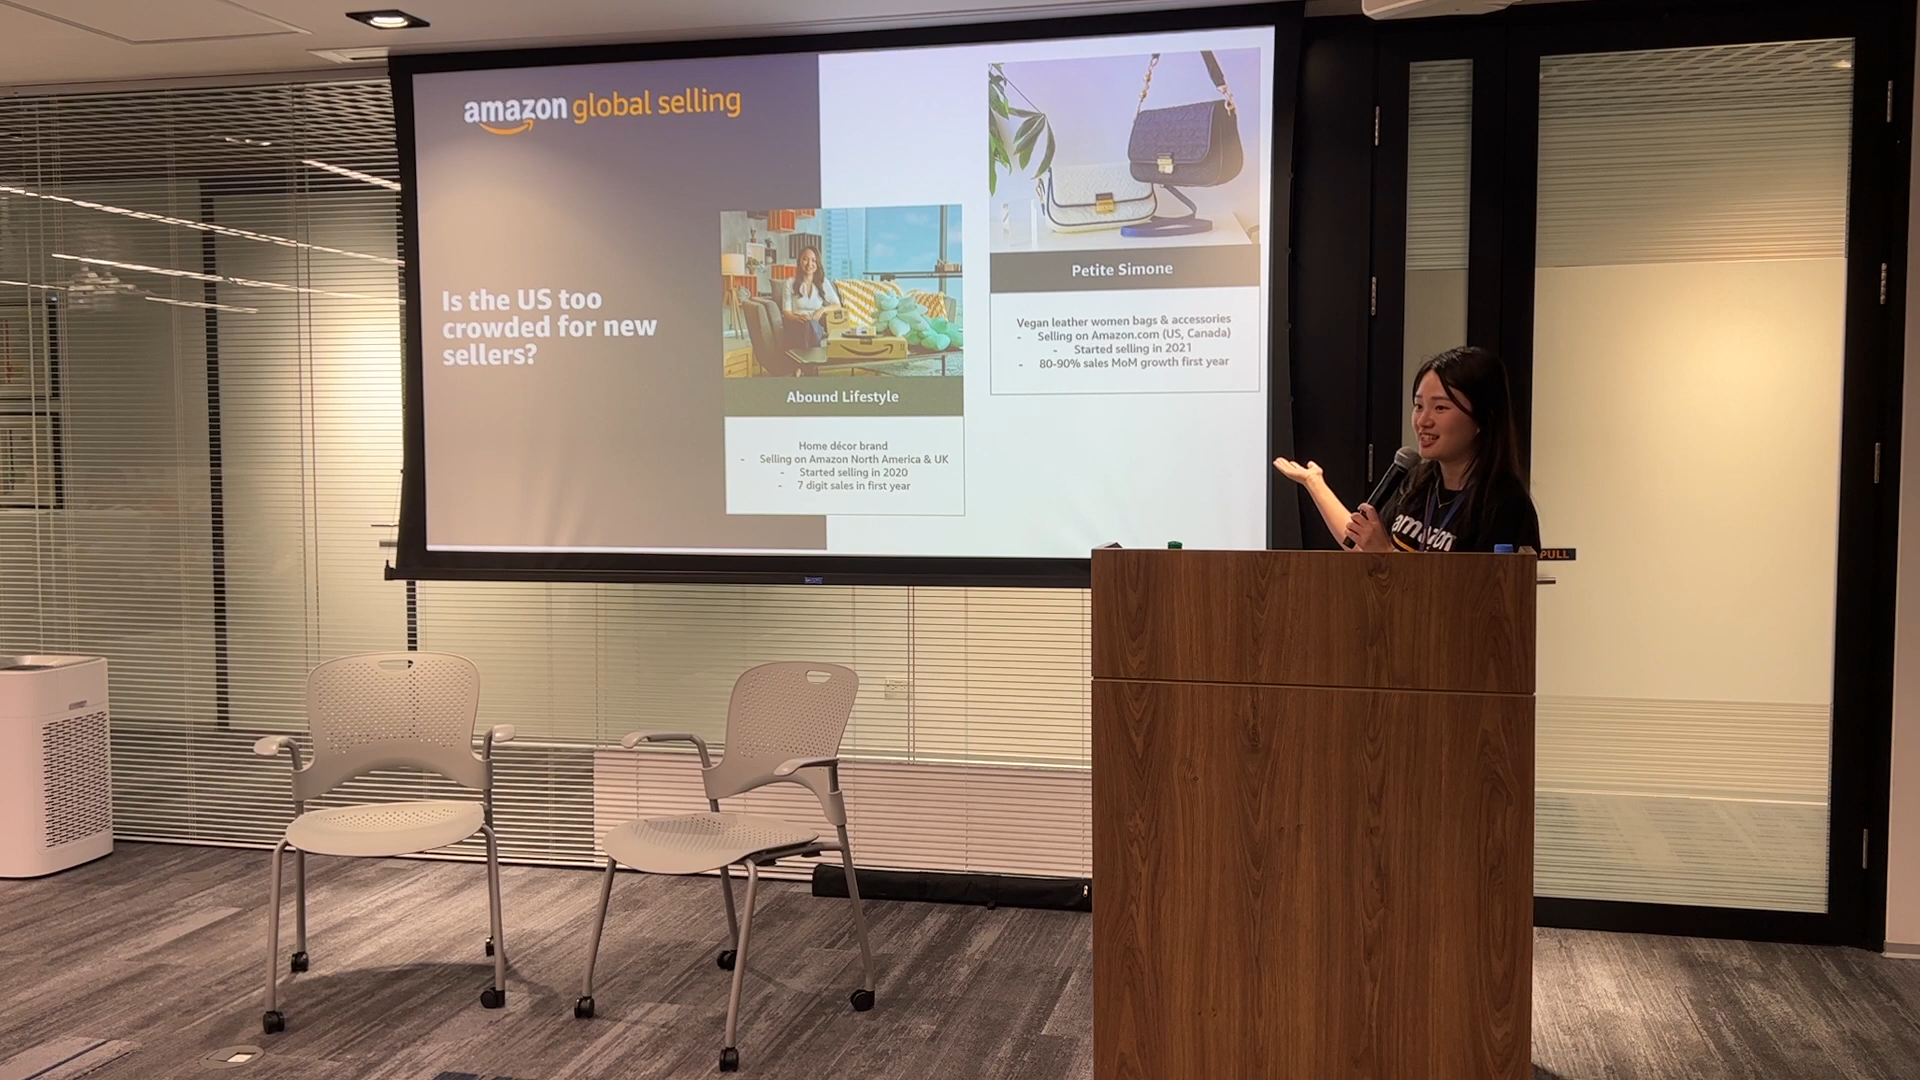 amazon global selling
Is the US too
crowded for new
sellers?
Abound Lifestyle
Home décor brand
- Selling on Amazon North America & UK
- Started selling in 2020
- 7 digit sales in first year
Petite Simone
Vegan leather women bags & accessories
- Selling on Amazon.com (US, Canada)
- Started selling in 2021
- 80-90% sales MoM growth first year
amazon
PULL